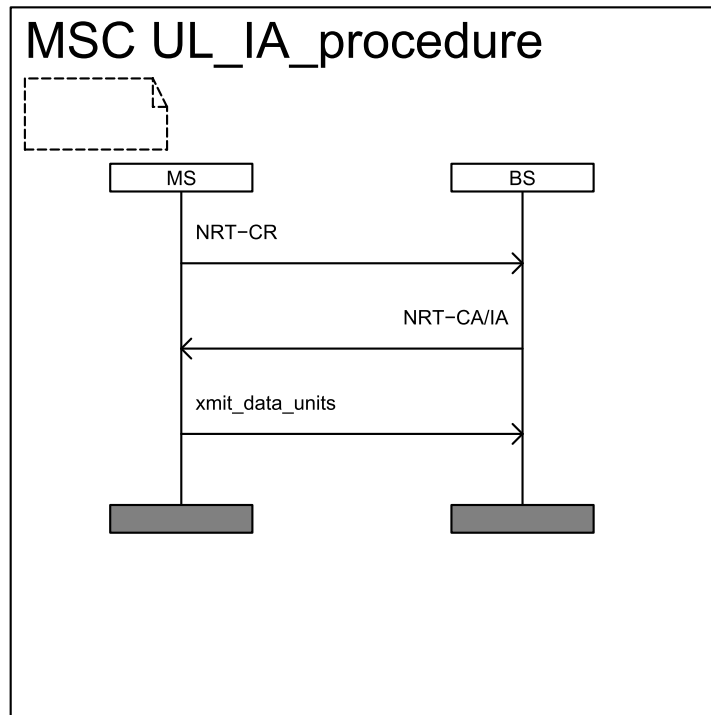 MSC UL_IA_procedure
MS
BS
NRT−CR
NRT−CA/IA
xmit_data_units